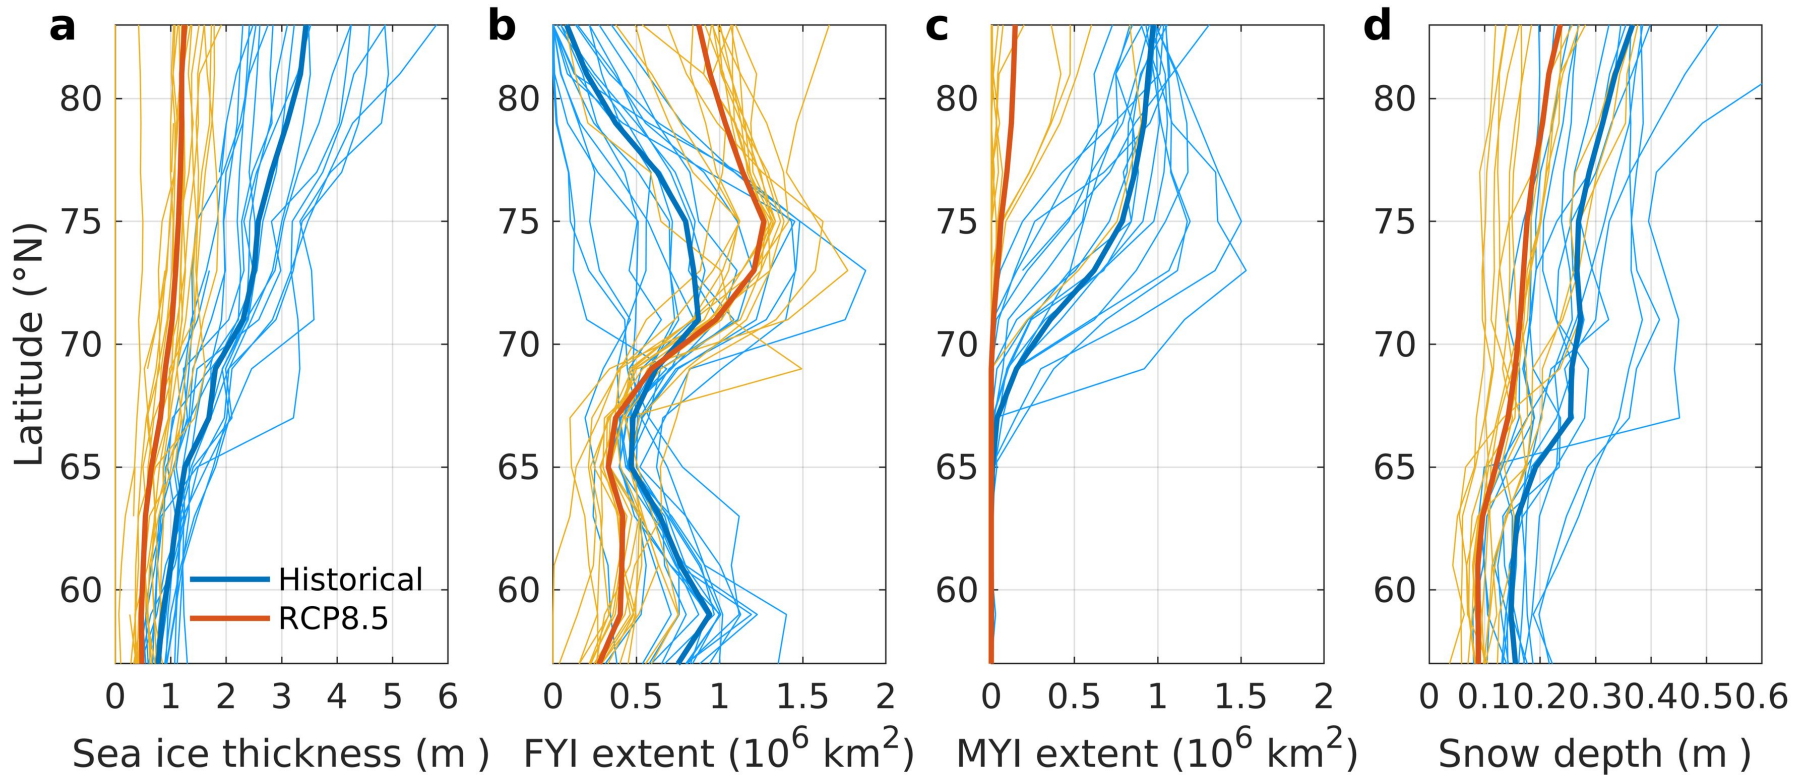 a
b
c
d
Latitude (°N)
80
75
70
65
60
80
75
70
65
60
80
75
70
65
60
80
75
70
65
60
Historical
RCP8.5
0 1 2 3 4 5 6
0 0.5 1 1.5 2
0 0.5 1 1.5 2
0 0.10.20.30.40.50.6
Sea ice thickness (m )
FYI extent (10⁶ km²)
MYI extent (10⁶ km²)
Snow depth (m )